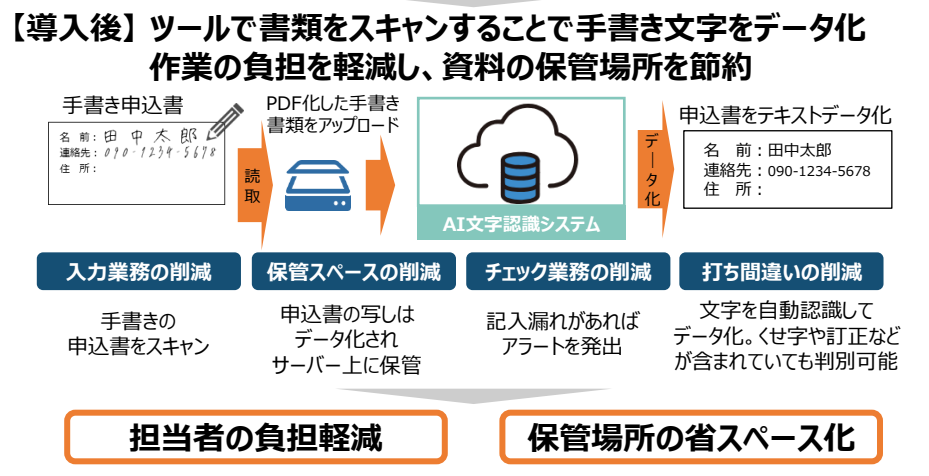 【導入後】ツールで書類をスキャンすることで手書き文字をデータ化
作業の負担を軽減し、資料の保管場所を節約
手書き申込書
名 前：田中太郎
連絡先：090-1234-5678
住 所：
読取
PDF化した手書き
書類をアップロード
AI文字認識システム
データ化
申込書をテキストデータ化
名 前：田中太郎
連絡先：090-1234-5678
住 所：
入力業務の削減
手書きの
申込書をスキャン
保管スペースの削減
申込書の写しは
データ化され
サーバー上に保管
チェック業務の削減
記入漏れがあれば
アラートを発出
打ち間違いの削減
文字を自動認識して
データ化。くせ字や訂正など
が含まれていても判別可能
担当者の負担軽減
保管場所の省スペース化